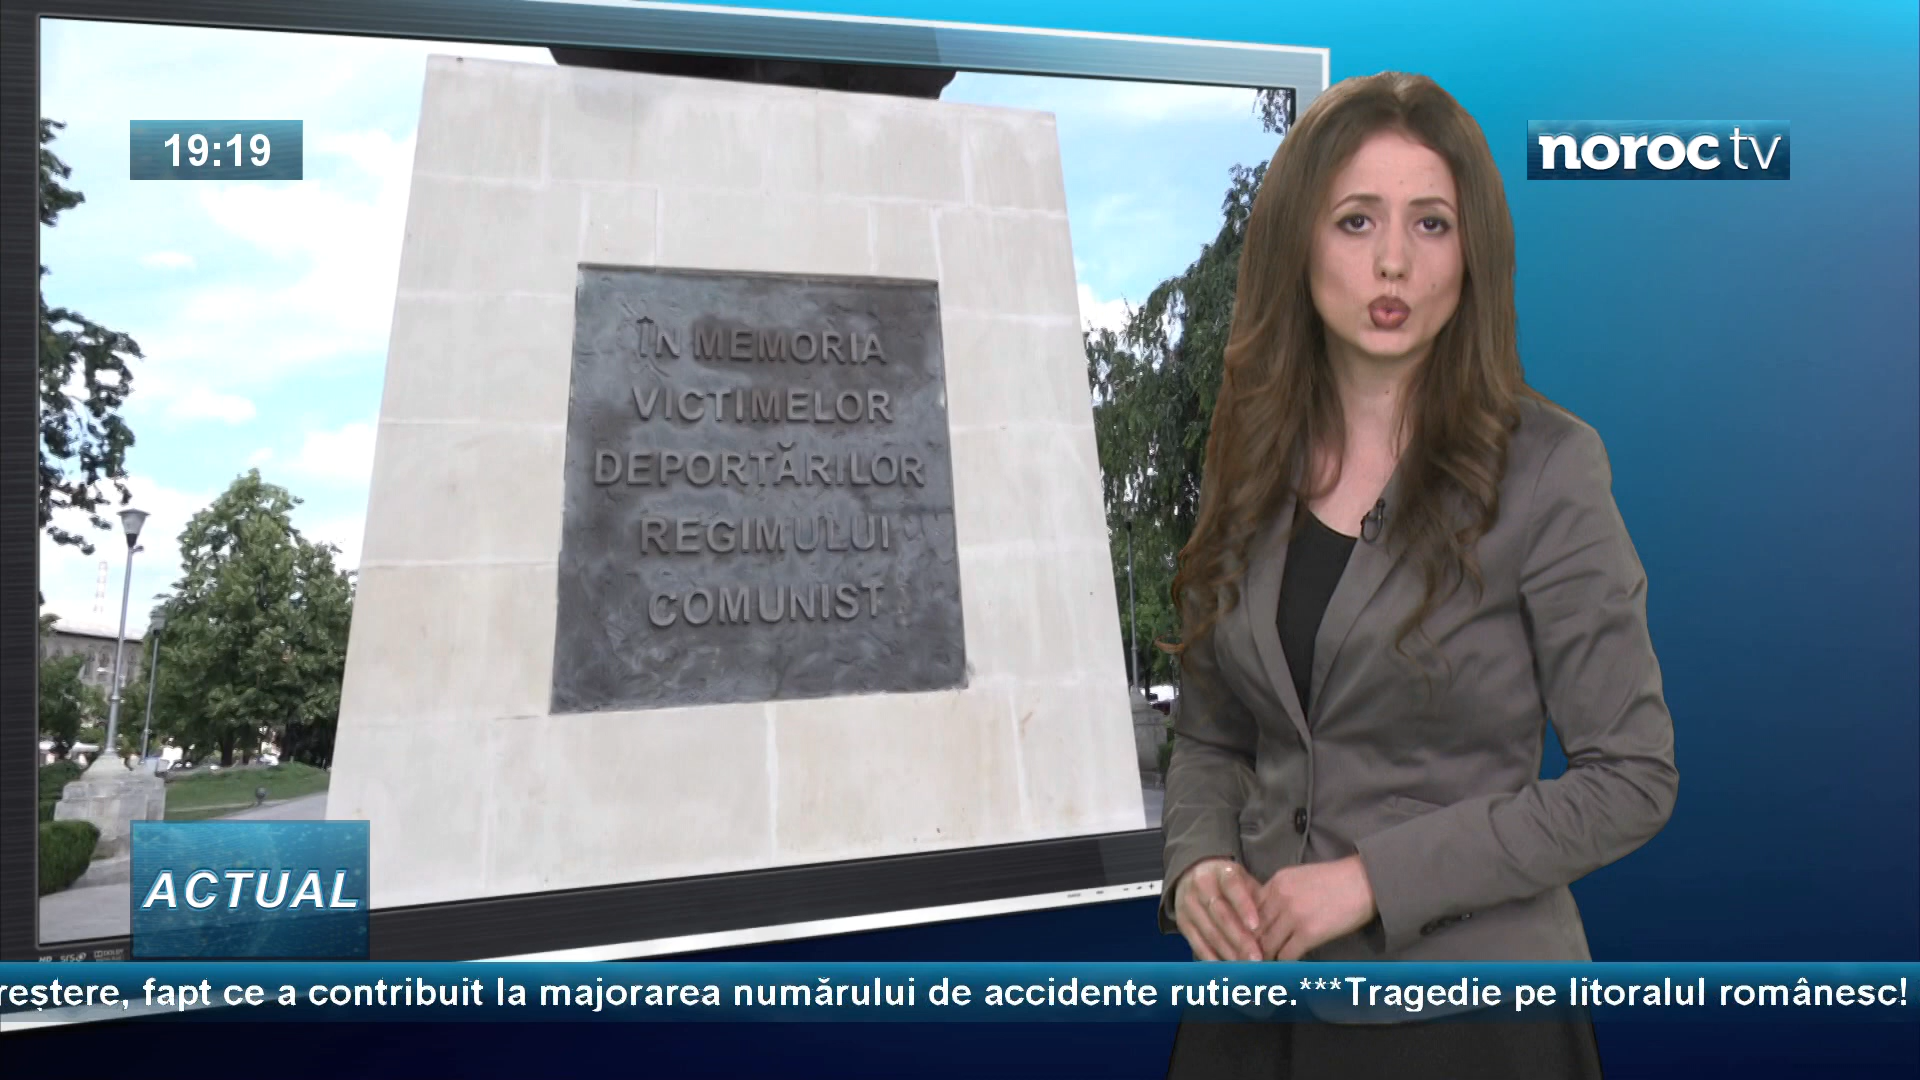 19:19
noroc tv
ÎN MEMORIA
VICTIMELOR
DEPORTĂRILOR
REGIMULUI
COMUNIST
ACTUAL
reștere, fapt ce a contribuit la majorarea numărului de accidente rutiere.***Tragedie pe litoralul românesc!